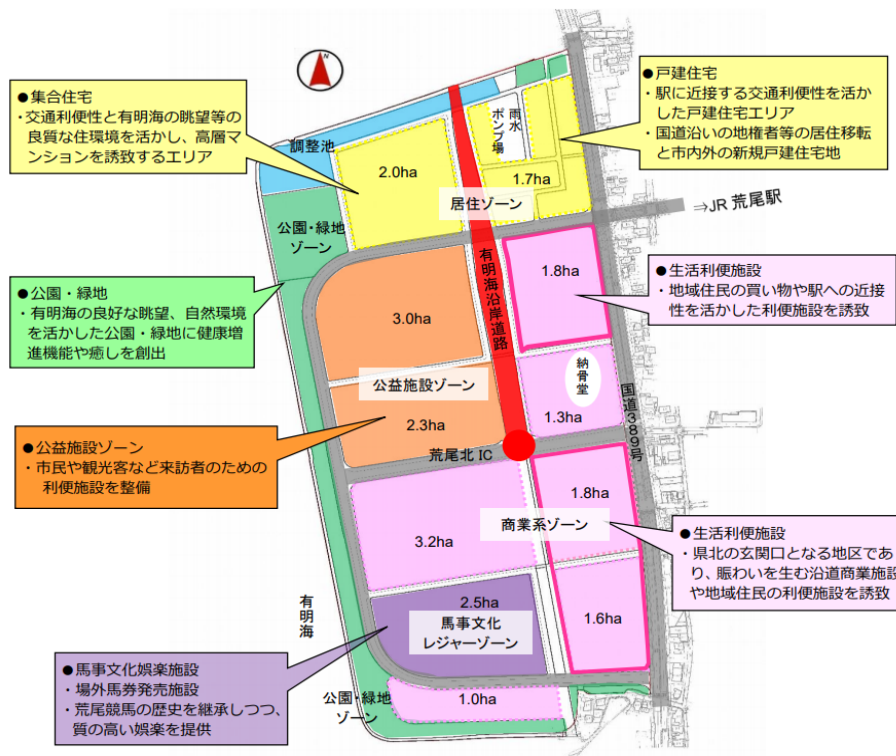 N
●集合住宅
・交通利便性と有明海の眺望等の
良質な住環境を活かし、高層マ
ンションを誘致するエリア
●戸建住宅
・駅に近接する交通利便性を活か
した戸建住宅エリア
・国道沿いの地権者等の居住移転
と市内外の新規戸建住宅地
調整池
雨水
ポンプ場
2.0ha
1.7ha
居住ゾーン
⇒JR 荒尾駅
公園・緑地
ゾーン
有明海沿岸道路
1.8ha
●生活利便施設
・地域住民の買い物や駅への近接
性を活かした利便施設を誘致
●公園・緑地
・有明海の良好な眺望、自然環境
を活かした公園・緑地に健康増
進機能や癒しを創出
3.0ha
公益施設ゾーン
納骨堂
国道389号
1.3ha
2.3ha
●公益施設ゾーン
・市民や観光客など来訪者のための
利便施設を整備
荒尾北 IC
1.8ha
商業系ゾーン
3.2ha
●生活利便施設
・県北の玄関口となる地区であ
り、賑わいを生む沿道商業施設
や地域住民の利便施設を誘致
有明海
2.5ha
馬事文化
レジャーゾーン
1.6ha
●馬事文化娯楽施設
・場外馬券発売施設
・荒尾競馬の歴史を継承しつつ、
質の高い娯楽を提供
公園・緑地
ゾーン
1.0ha